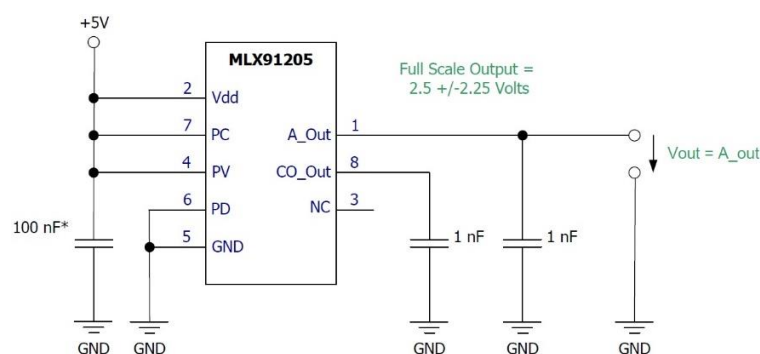 +5V
MLX91205
Full Scale Output =
2.5 +/-2.25 Volts
2 Vdd
7 PC
A_Out 1
Vout = A_out
4 PV
CO_Out 8
6 PD
NC 3
100 nF*
5 GND
1 nF
1 nF
GND
GND
GND
GND
GND